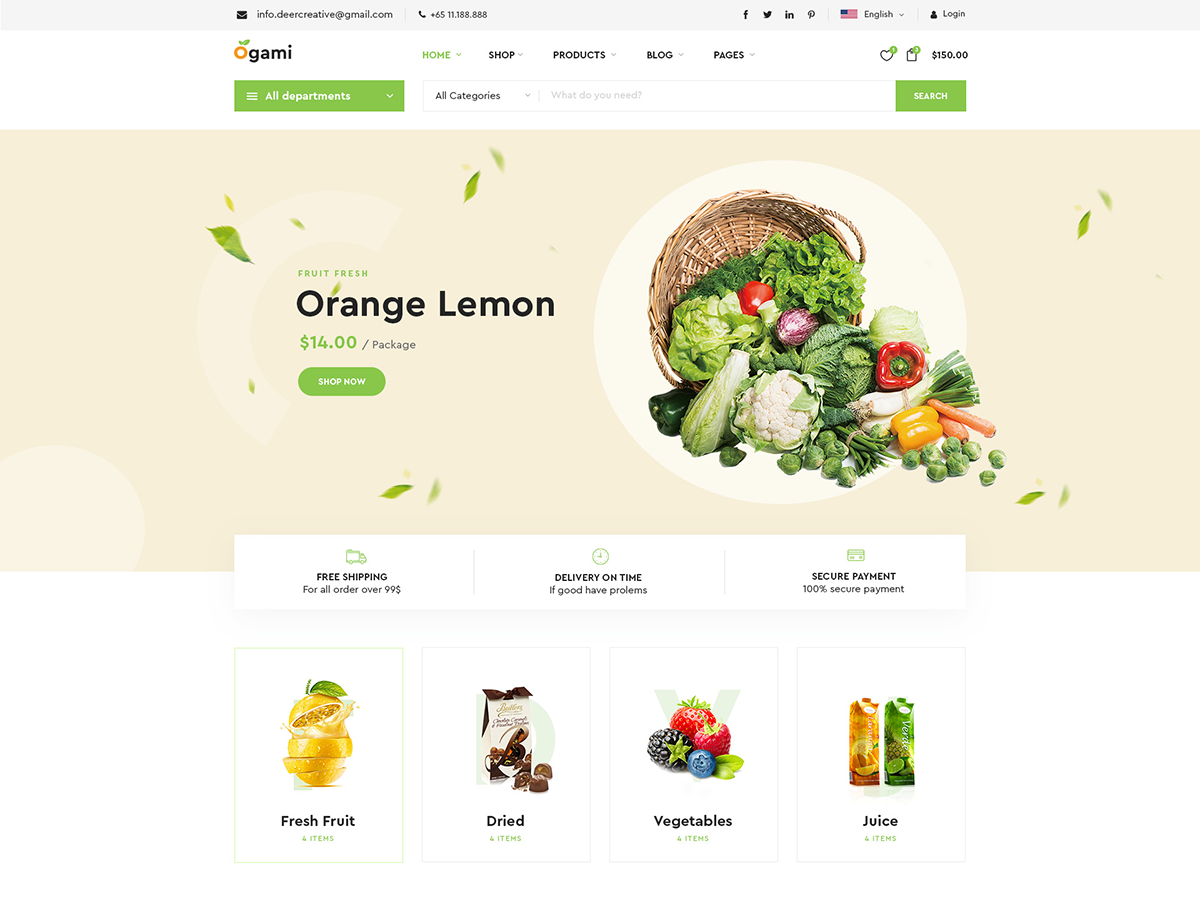 info.deercreative@gmail.com
+65 11.188.888
English
Login
Ogami
HOME
SHOP
PRODUCTS
BLOG
PAGES
$150.00
All departments
All Categories
What do you need?
SEARCH
FRUIT FRESH
Orange Lemon
$14.00 / Package
SHOP NOW
FREE SHIPPING
For all order over 99$
DELIVERY ON TIME
If good have prolems
SECURE PAYMENT
100% secure payment
Butlers
Verde
Fresh Fruit
4 ITEMS
Dried
4 ITEMS
Vegetables
4 ITEMS
Juice
4 ITEMS